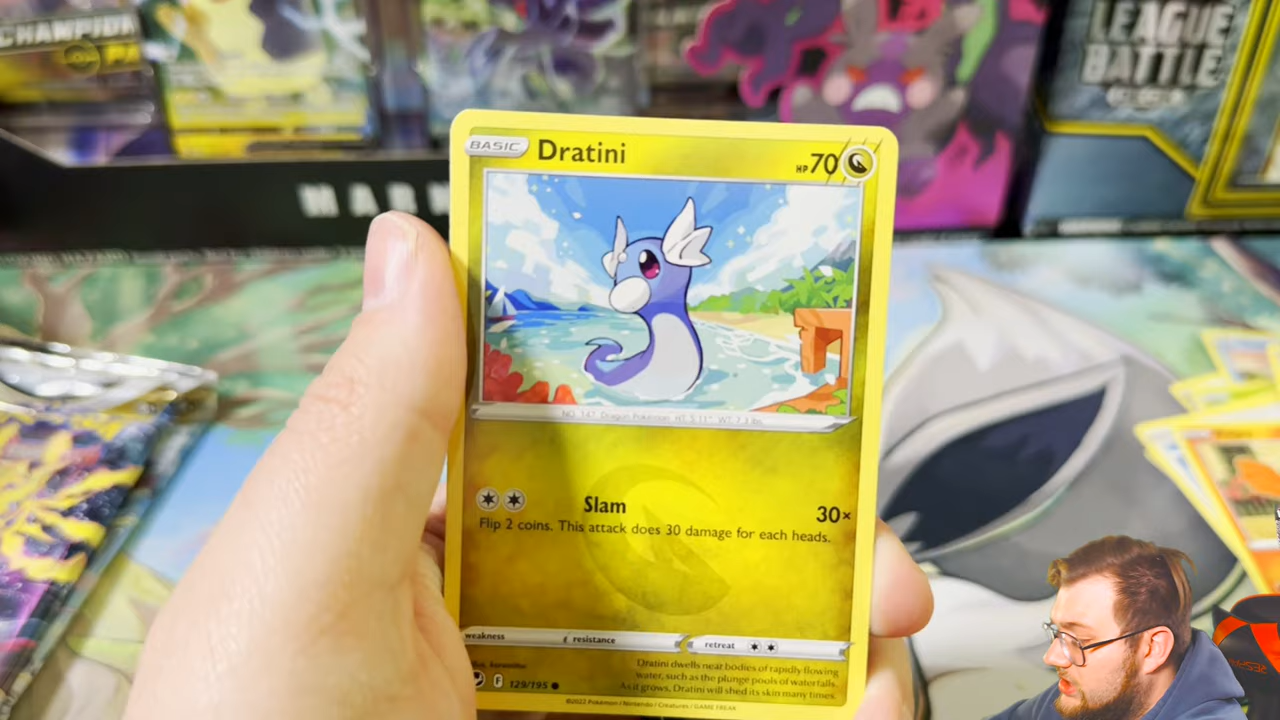 CHAMPION
PA
LEAGUE
BATTLE
MARN
BASIC Dratini HP 70
NO. 147 Dragon Pokémon HT: 5'11" WT: 7.3 lbs.
Slam 30×
Flip 2 coins. This attack does 30 damage for each heads.
weakness resistance retreat
F 129/195
Dratini dwells near bodies of rapidly flowing
water, such as the plunge pools of waterfalls.
As it grows, Dratini will shed its skin many times.
©2022 Pokémon / Nintendo / Creatures / GAME FREAK